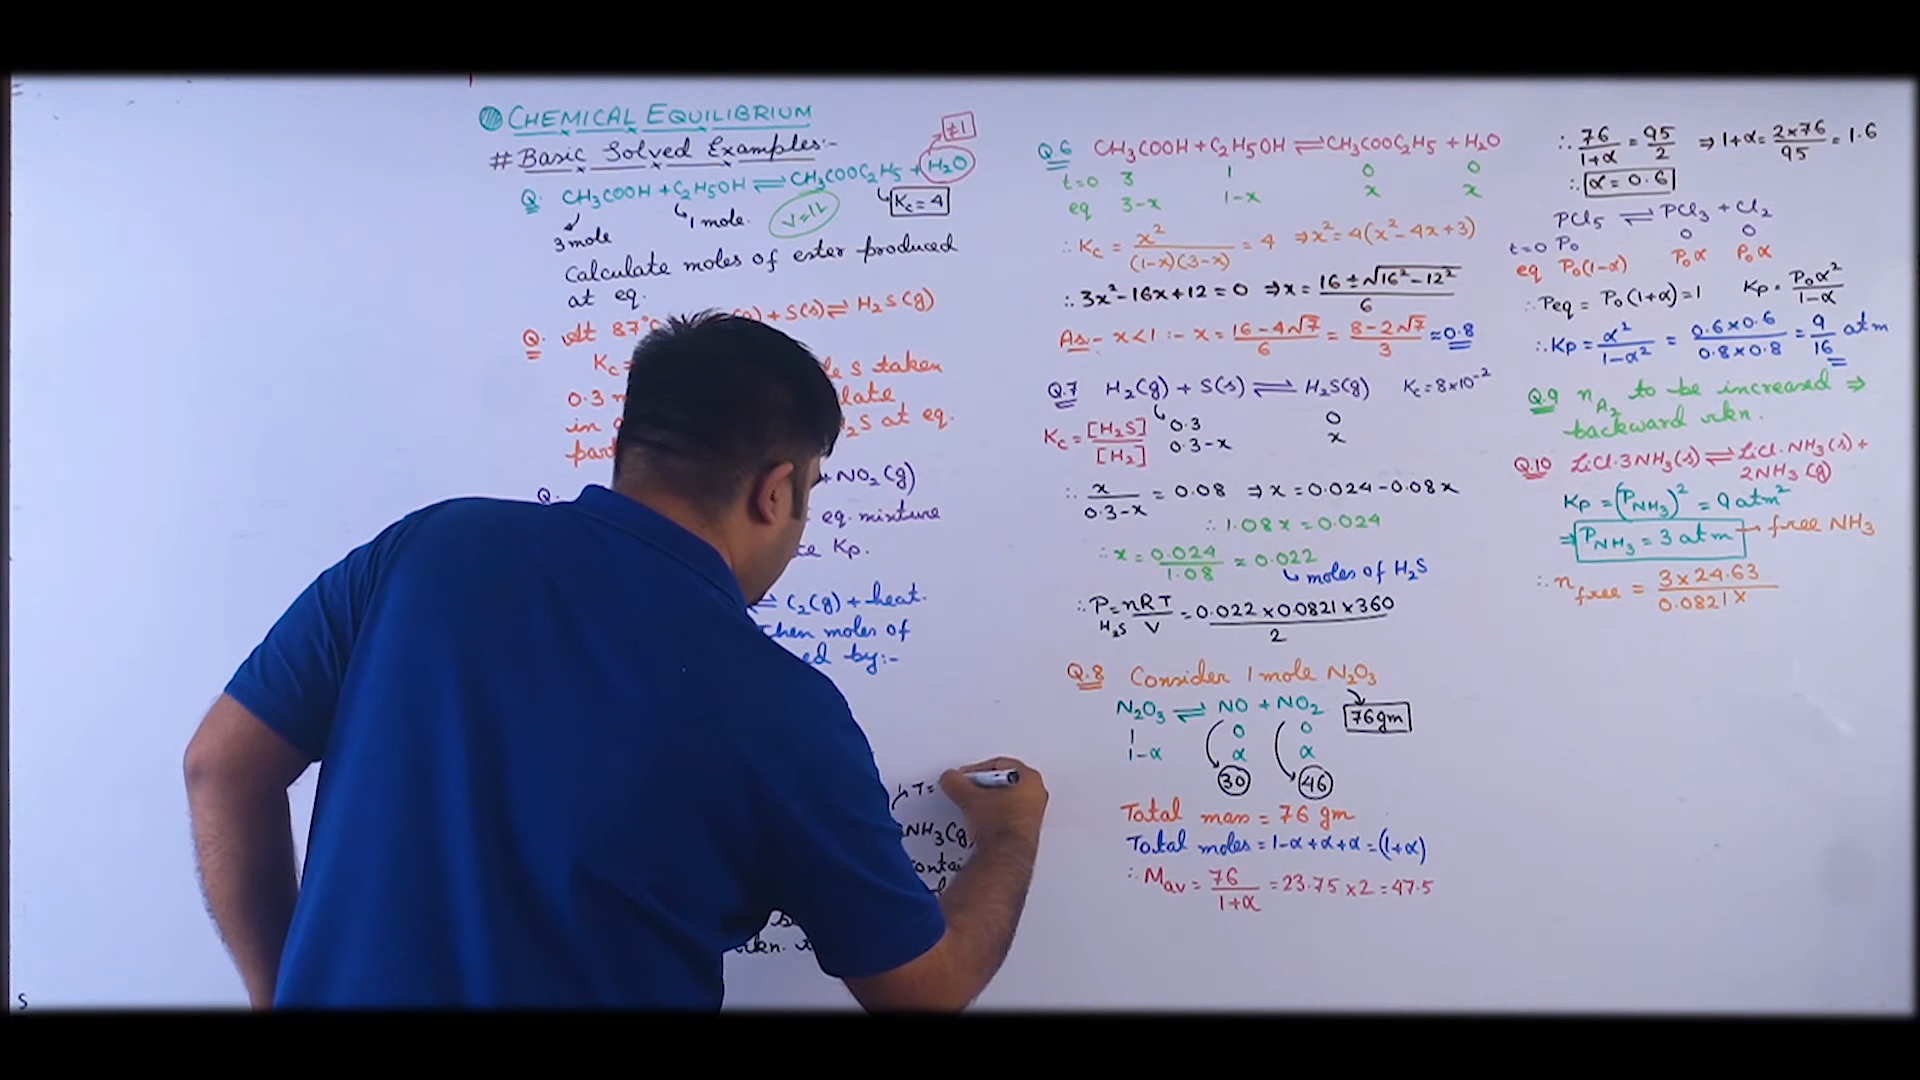 CHEMICAL EQUILIBRIUM
# Basic Solved Examples:-
≠1
Q. CH3COOH + C2H5OH ⇌ CH3COOC2H5 + H2O
3 mole
1 mole.
V=1L
Kc = 4
Calculate moles of ester produced
at eq.
Q. At 87°C + S(s) ⇌ H2S(g)
Kc = S taken
0.3
in at eq.
+ NO2(g)
eq. mixture
Kp.
⇌ C2(g) + heat.
then moles of
by:-
T=
NH3(g)
rkn.
S
Q.6 CH3COOH + C2H5OH ⇌ CH3COOC2H5 + H2O
t=0 3 1 0 0
eq 3-x 1-x x x
∴ Kc = x²/(1-x)(3-x) = 4 ⇒ x² = 4(x²-4x+3)
∴ 3x²-16x+12 = 0 ⇒ x = 16 ± √16²-12²/6
As:- x<1 :- x = 16-4√7/6 = 8-2√7/3 ≈ 0.8
Q.7 H2(g) + S(s) ⇌ H2S(g) Kc = 8×10⁻²
Kc = [H2S]/[H2] 0.3 0
0.3-x x
∴ x/0.3-x = 0.08 ⇒ x = 0.024-0.08x
∴ 1.08x = 0.024
∴ x = 0.024/1.08 = 0.022
moles of H2S
∴ P H2S = nRT/V = 0.022×0.0821×360/2
Q.8 Consider 1 mole N2O3
N2O3 ⇌ NO + NO2 76gm
1 0 0
1-α α α
30 46
Total mass = 76 gm
Total moles = 1-α+α+α = (1+α)
∴ Mav = 76/1+α = 23.75 × 2 = 47.5
∴ 76/1+α = 95/2 ⇒ 1+α = 2×76/95 = 1.6
∴ α = 0.6
PCl5 ⇌ PCl3 + Cl2
t=0 P0 0 0
eq P0(1-α) P0α P0α
∴ Peq = P0(1+α) = 1 Kp = P0α²/1-α
∴ Kp = α²/1-α² = 0.6×0.6/0.8×0.8 = 9/16 atm
Q.9 nA2 to be increased ⇒
backward rkn.
Q.10 LiCl.3NH3(s) ⇌ LiCl.NH3(s) +
2NH3(g)
Kp = (PNH3)² = 9 atm²
⇒ PNH3 = 3 atm → free NH3
∴ nfree = 3×24.63/0.0821×